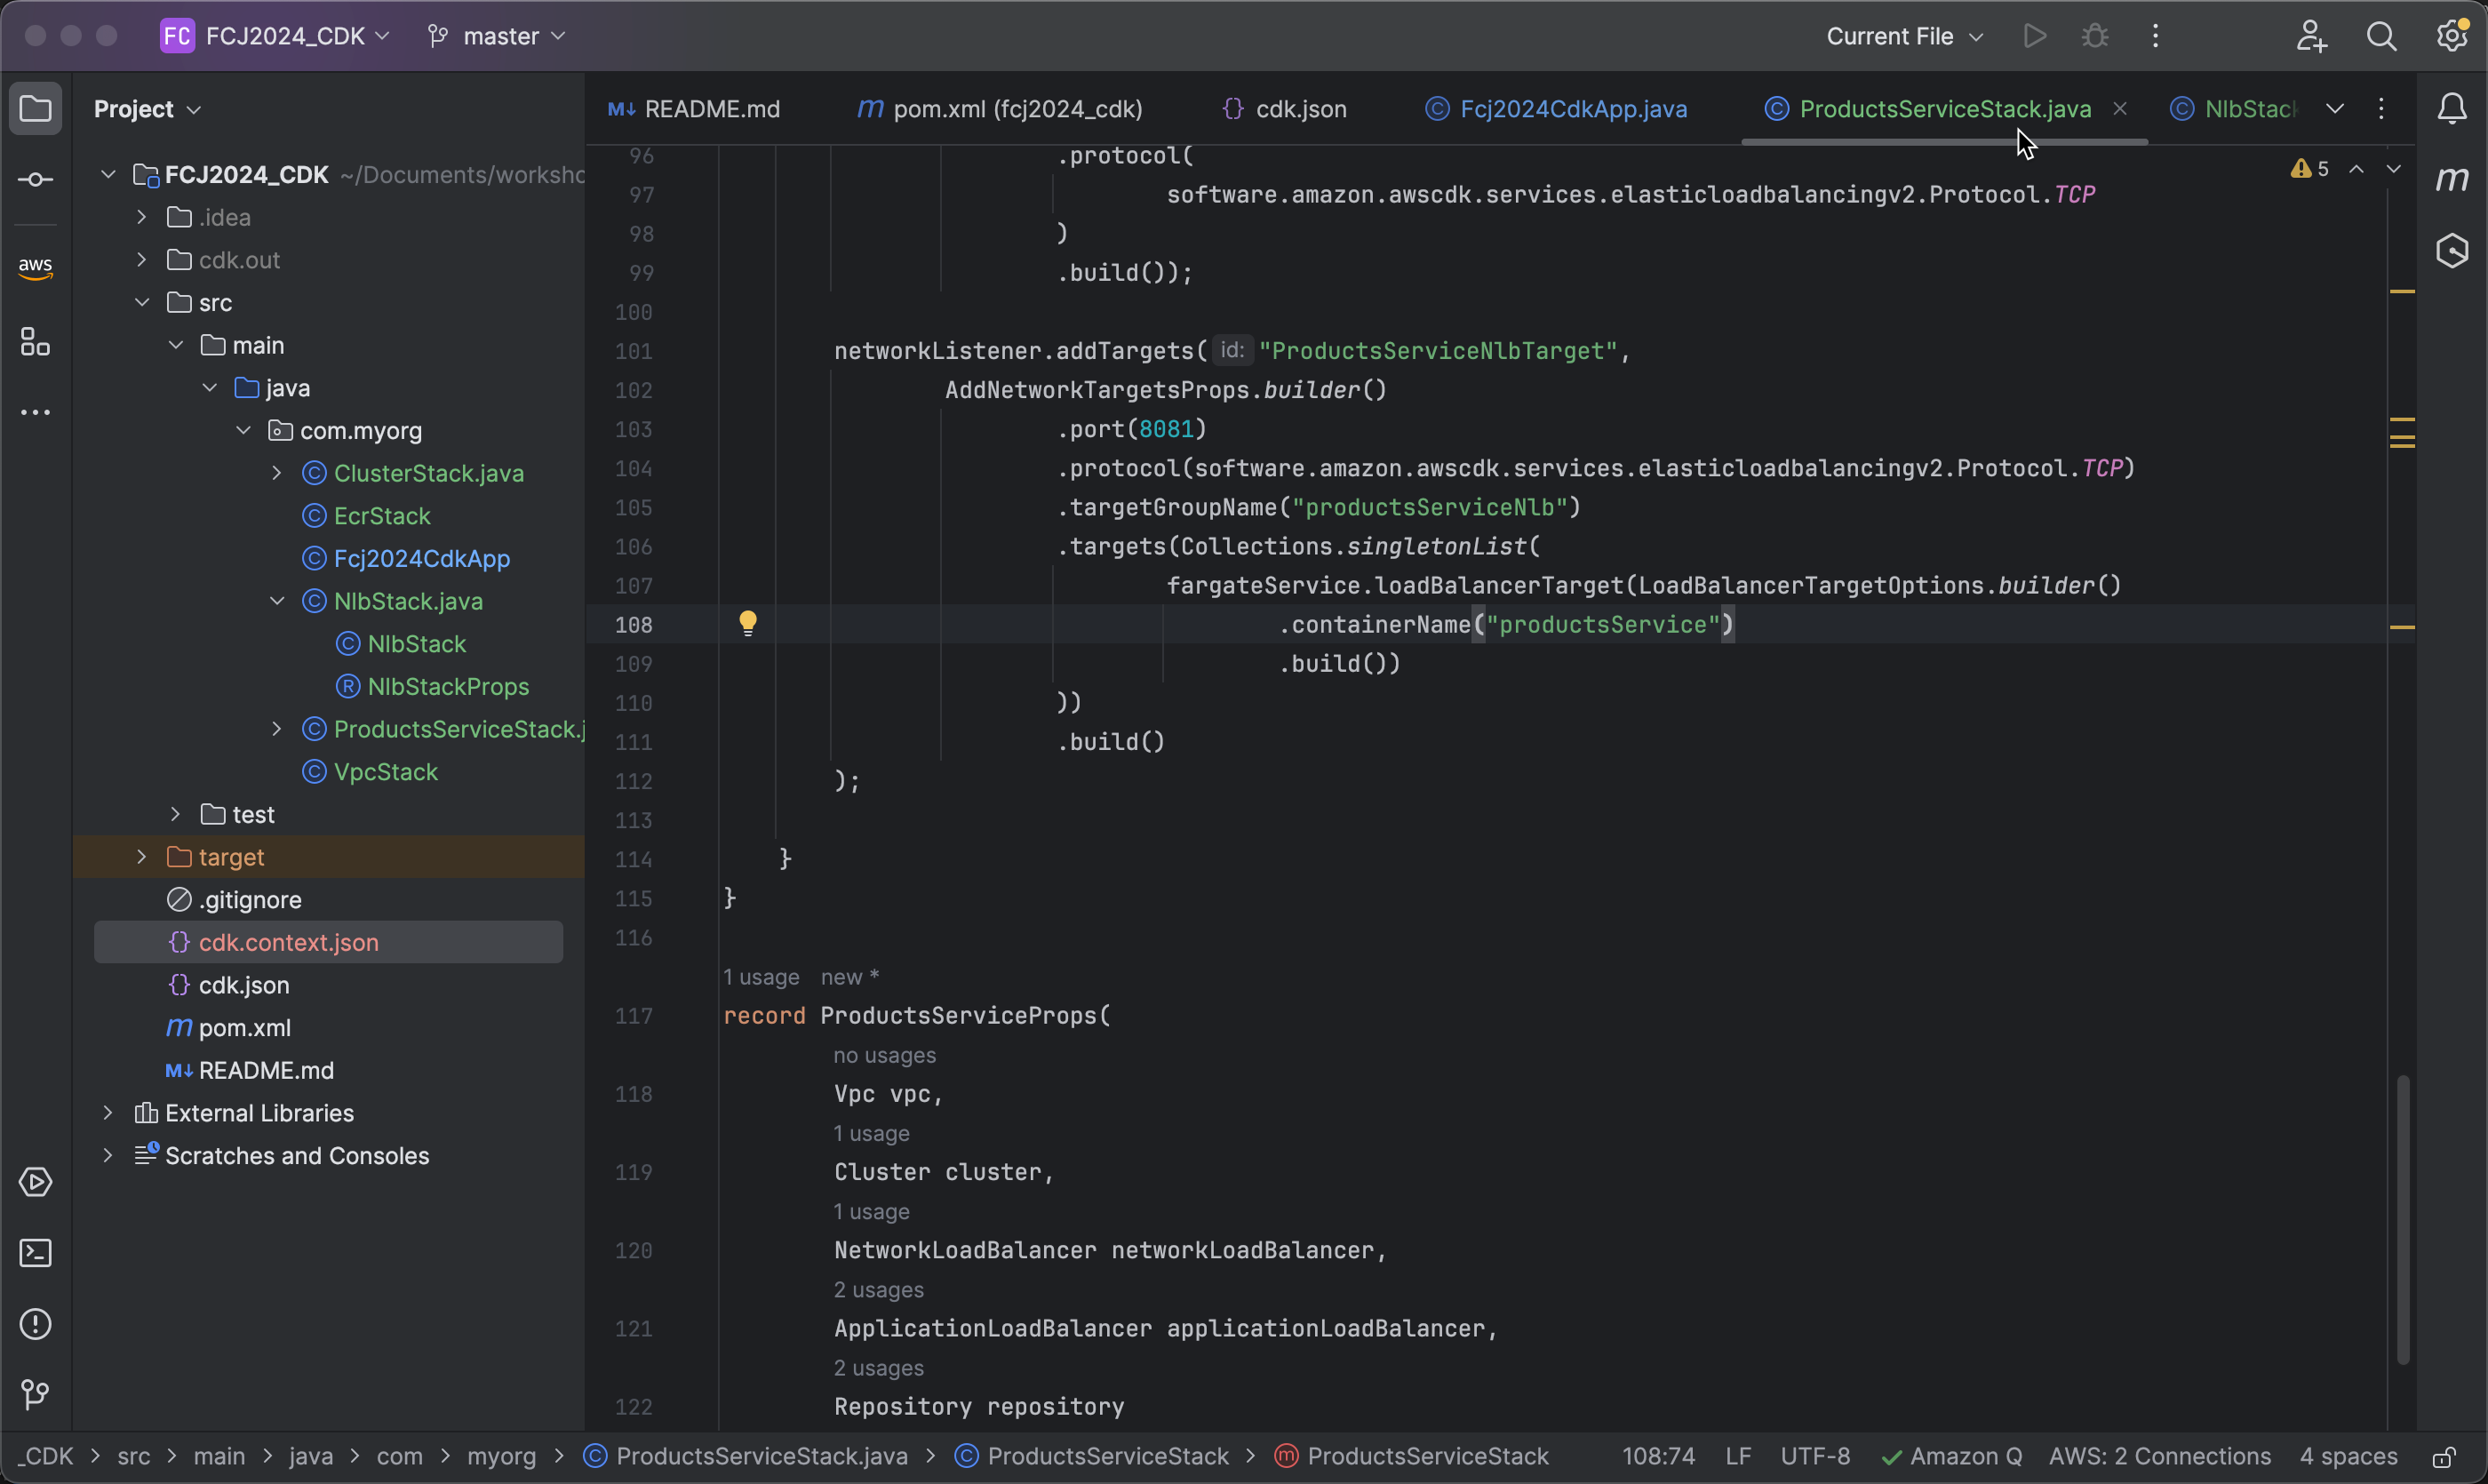 FC FCJ2024_CDK master Current File
Project
FCJ2024_CDK ~/Documents/worksho
.idea
cdk.out
src
main
java
com.myorg
ClusterStack.java
EcrStack
Fcj2024CdkApp
NlbStack.java
NlbStack
NlbStackProps
ProductsServiceStack.j
VpcStack
test
target
.gitignore
cdk.context.json
cdk.json
pom.xml
README.md
External Libraries
Scratches and Consoles
aws
README.md pom.xml (fcj2024_cdk) cdk.json Fcj2024CdkApp.java ProductsServiceStack.java NlbStack
5
96 .protocol(
97 software.amazon.awscdk.services.elasticloadbalancingv2.Protocol.TCP
98 )
99 .build());
100
101 networkListener.addTargets( id: "ProductsServiceNlbTarget",
102 AddNetworkTargetsProps.builder()
103 .port(8081)
104 .protocol(software.amazon.awscdk.services.elasticloadbalancingv2.Protocol.TCP)
105 .targetGroupName("productsServiceNlb")
106 .targets(Collections.singletonList(
107 fargateService.loadBalancerTarget(LoadBalancerTargetOptions.builder()
108 .containerName("productsService")
109 .build())
110 ))
111 .build()
112 );
113
114 }
115 }
116
1 usage new *
117 record ProductsServiceProps(
no usages
118 Vpc vpc,
1 usage
119 Cluster cluster,
1 usage
120 NetworkLoadBalancer networkLoadBalancer,
2 usages
121 ApplicationLoadBalancer applicationLoadBalancer,
2 usages
122 Repository repository
_CDK > src > main > java > com > myorg > ProductsServiceStack.java > ProductsServiceStack > ProductsServiceStack 108:74 LF UTF-8 Amazon Q AWS: 2 Connections 4 spaces